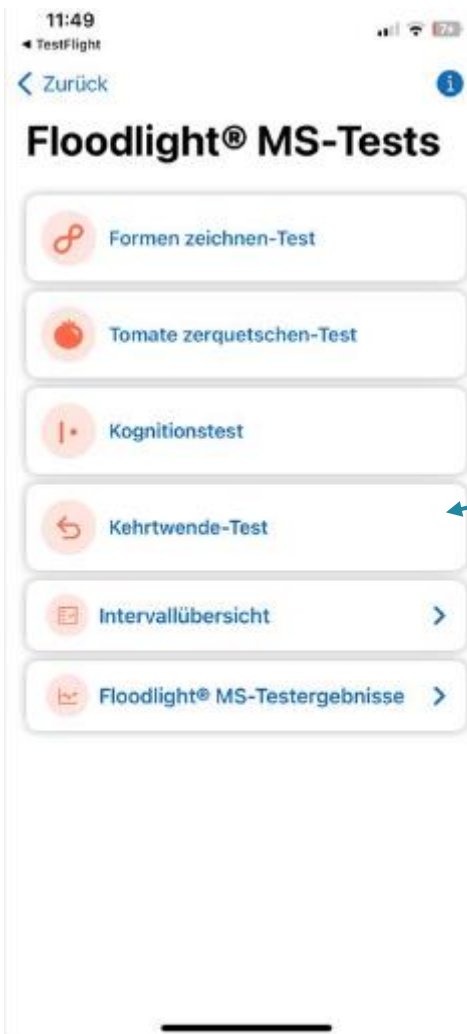 11:49
◀ TestFlight
Zurück
Floodlight® MS-Tests
Formen zeichnen-Test
Tomate zerquetschen-Test
Kognitionstest
Kehrtwende-Test
Intervallübersicht
Floodlight® MS-Testergebnisse